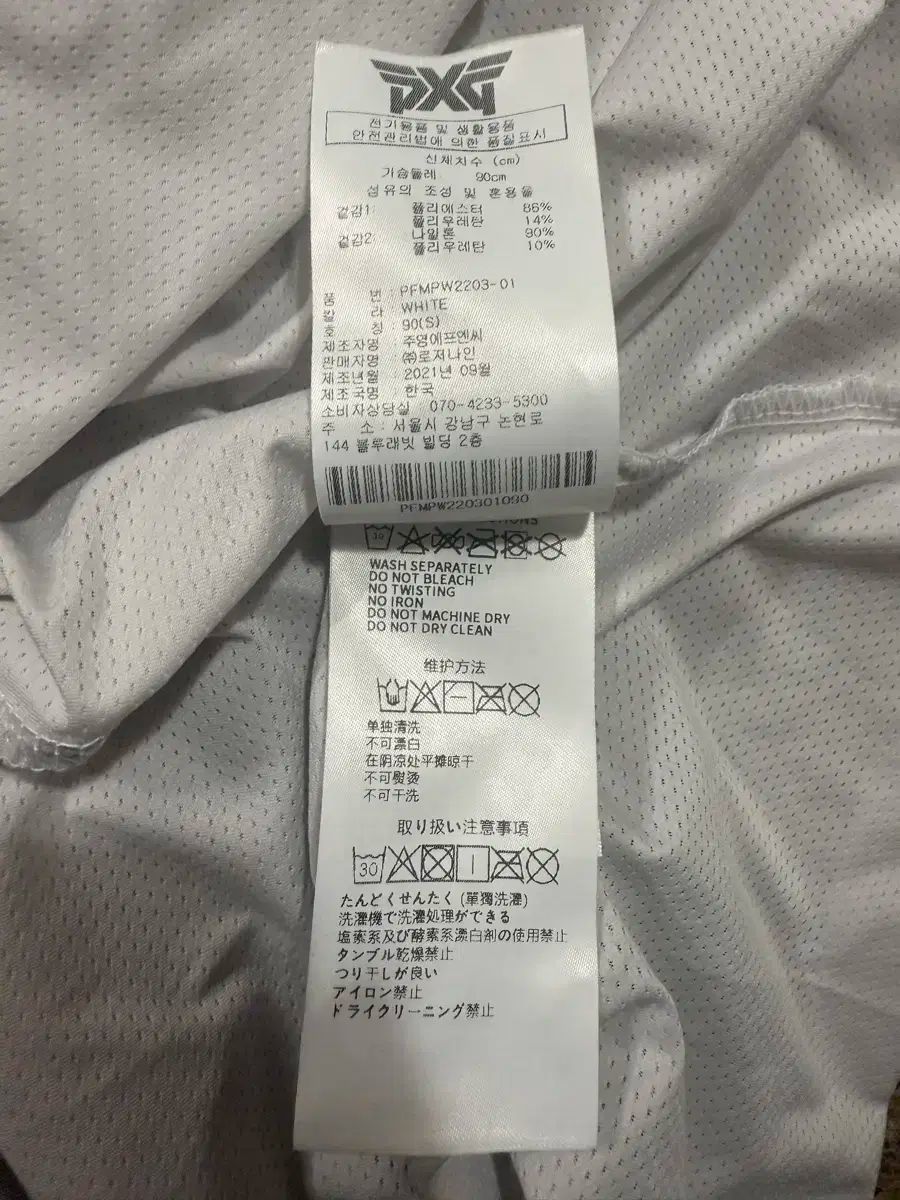 PXG
전기용품 및 생활용품
안전관리법에 의한 품질표시
신체치수 (cm)
가슴둘레: 90cm
섬유의 조성 및 혼용율
겉감1: 폴리에스터 86%
폴리우레탄 14%
겉감2: 나일론 90%
폴리우레탄 10%
품 번 : PFMPW2203-01
칼 라 : WHITE
호 칭 : 90(S)
제조자명 : 주영에프엔씨
판매자명 : ㈜로저나인
제조년월 : 2021년 09월
제조국명 : 한국
소비자상담실 070-4233-5300
주 소 : 서울시 강남구 논현로
144 블루래빗 빌딩 2층
PFMPW220301090
30
WASH SEPARATELY
DO NOT BLEACH
NO TWISTING
NO IRON
DO NOT MACHINE DRY
DO NOT DRY CLEAN
维护方法
单独清洗
不可漂白
在阴凉处平摊晾干
不可熨烫
不可干洗
取り扱い注意事項
30
たんどくせんたく (單獨洗濯)
洗濯機で洗濯処理ができる
塩素系及び酵素系漂白剤の使用禁止
タンブル乾燥禁止
つり干しが良い
アイロン禁止
ドライクリーニング禁止